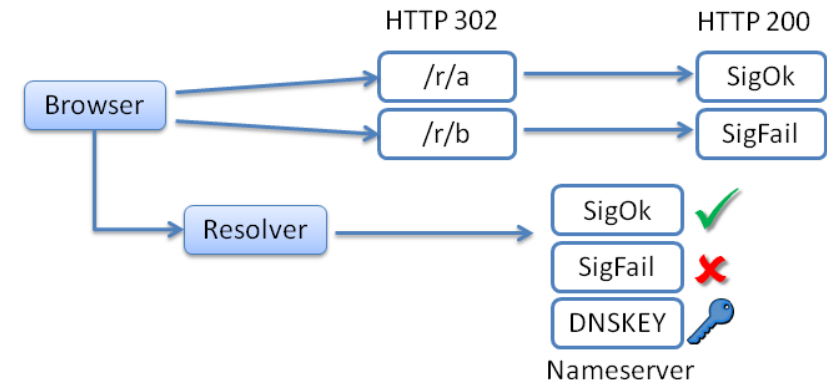 HTTP 302
HTTP 200
Browser
/r/a
SigOk
/r/b
SigFail
Resolver
SigOk
SigFail
DNSKEY
Nameserver